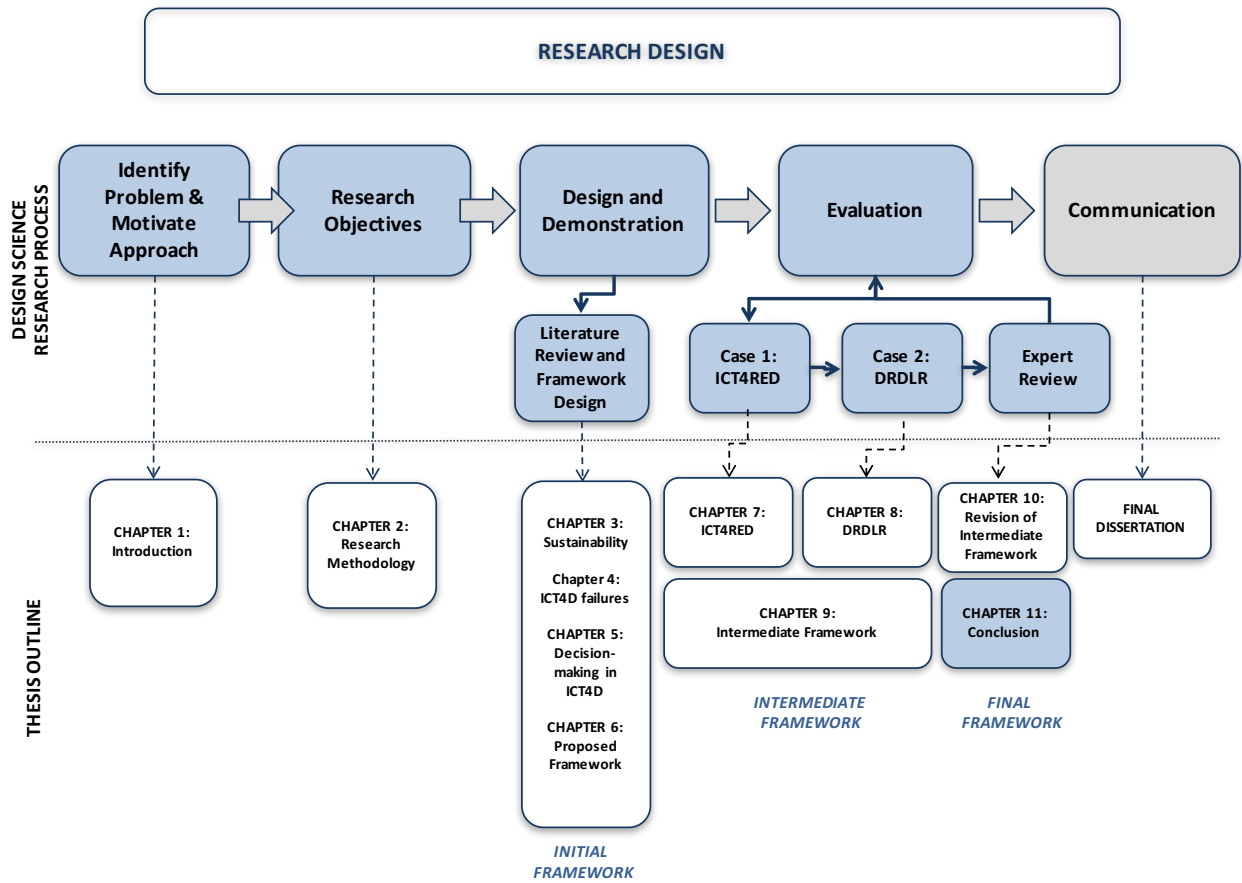 RESEARCH DESIGN
DESIGN SCIENCE
RESEARCH PROCESS
Identify
Problem &
Motivate
Approach
Research
Objectives
Design and
Demonstration
Evaluation
Communication
Literature
Review and
Framework
Design
Case 1:
ICT4RED
Case 2:
DRDLR
Expert
Review
THESIS OUTLINE
CHAPTER 1:
Introduction
CHAPTER 2:
Research
Methodology
CHAPTER 3:
Sustainability
Chapter 4:
ICT4D failures
CHAPTER 5:
Decision-
making in
ICT4D
CHAPTER 6:
Proposed
Framework
INITIAL
FRAMEWORK
CHAPTER 7:
ICT4RED
CHAPTER 8:
DRDLR
CHAPTER 9:
Intermediate Framework
INTERMEDIATE
FRAMEWORK
CHAPTER 10:
Revision of
Intermediate
Framework
CHAPTER 11:
Conclusion
FINAL
FRAMEWORK
FINAL
DISSERTATION